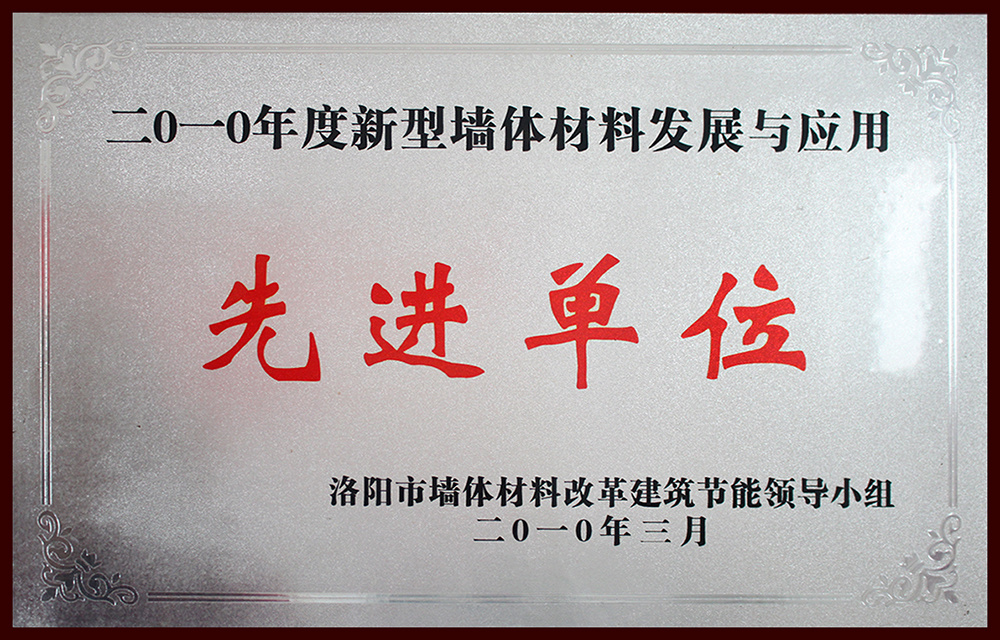 二0一0年度新型墙体材料发展与应用
先进单位
洛阳市墙体材料改革建筑节能领导小组
二0一0年三月